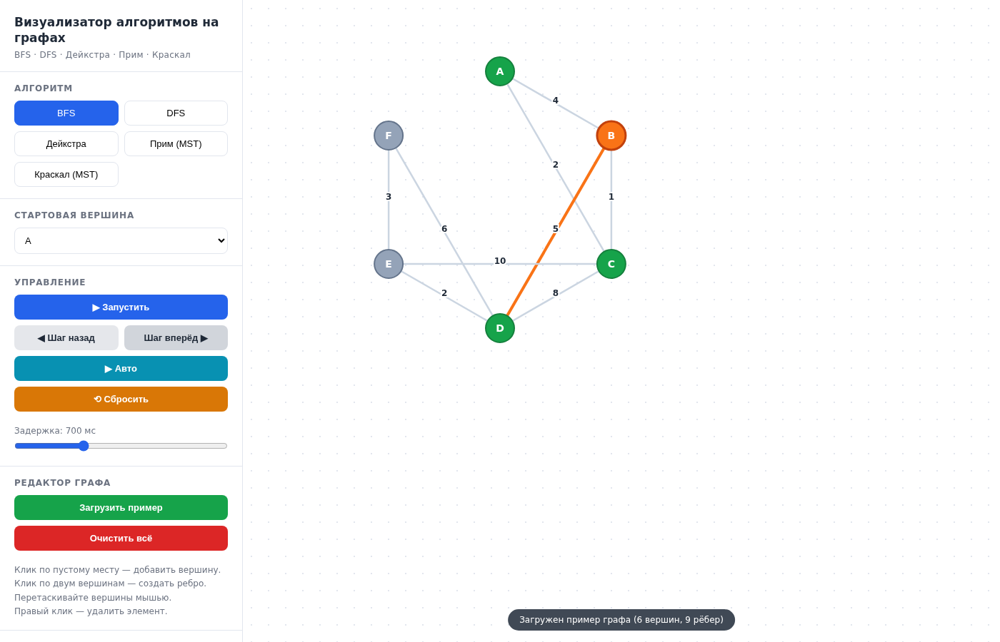 Визуализатор алгоритмов на
графах
BFS · DFS · Дейкстра · Прим · Краскал
АЛГОРИТМ
BFS
DFS
Дейкстра
Прим (MST)
Краскал (MST)
СТАРТОВАЯ ВЕРШИНА
A
УПРАВЛЕНИЕ
▶ Запустить
◀ Шаг назад
Шаг вперёд ▶
▶ Авто
⟲ Сбросить
Задержка: 700 мс
РЕДАКТОР ГРАФА
Загрузить пример
Очистить всё
Клик по пустому месту — добавить вершину.
Клик по двум вершинам — создать ребро.
Перетаскивайте вершины мышью.
Правый клик — удалить элемент.
A
4
F
B
2
3
1
6
5
E
10
C
2
8
D
Загружен пример графа (6 вершин, 9 рёбер)